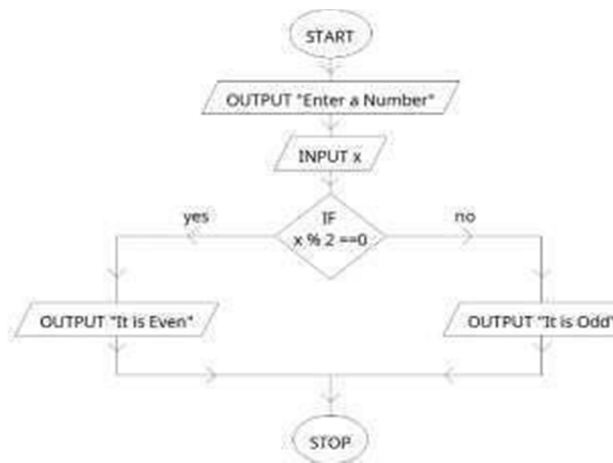 START
OUTPUT "Enter a Number"
INPUT x
yes
IF
no
x % 2 ==0
OUTPUT "It is Even"
OUTPUT "It is Odd"
STOP